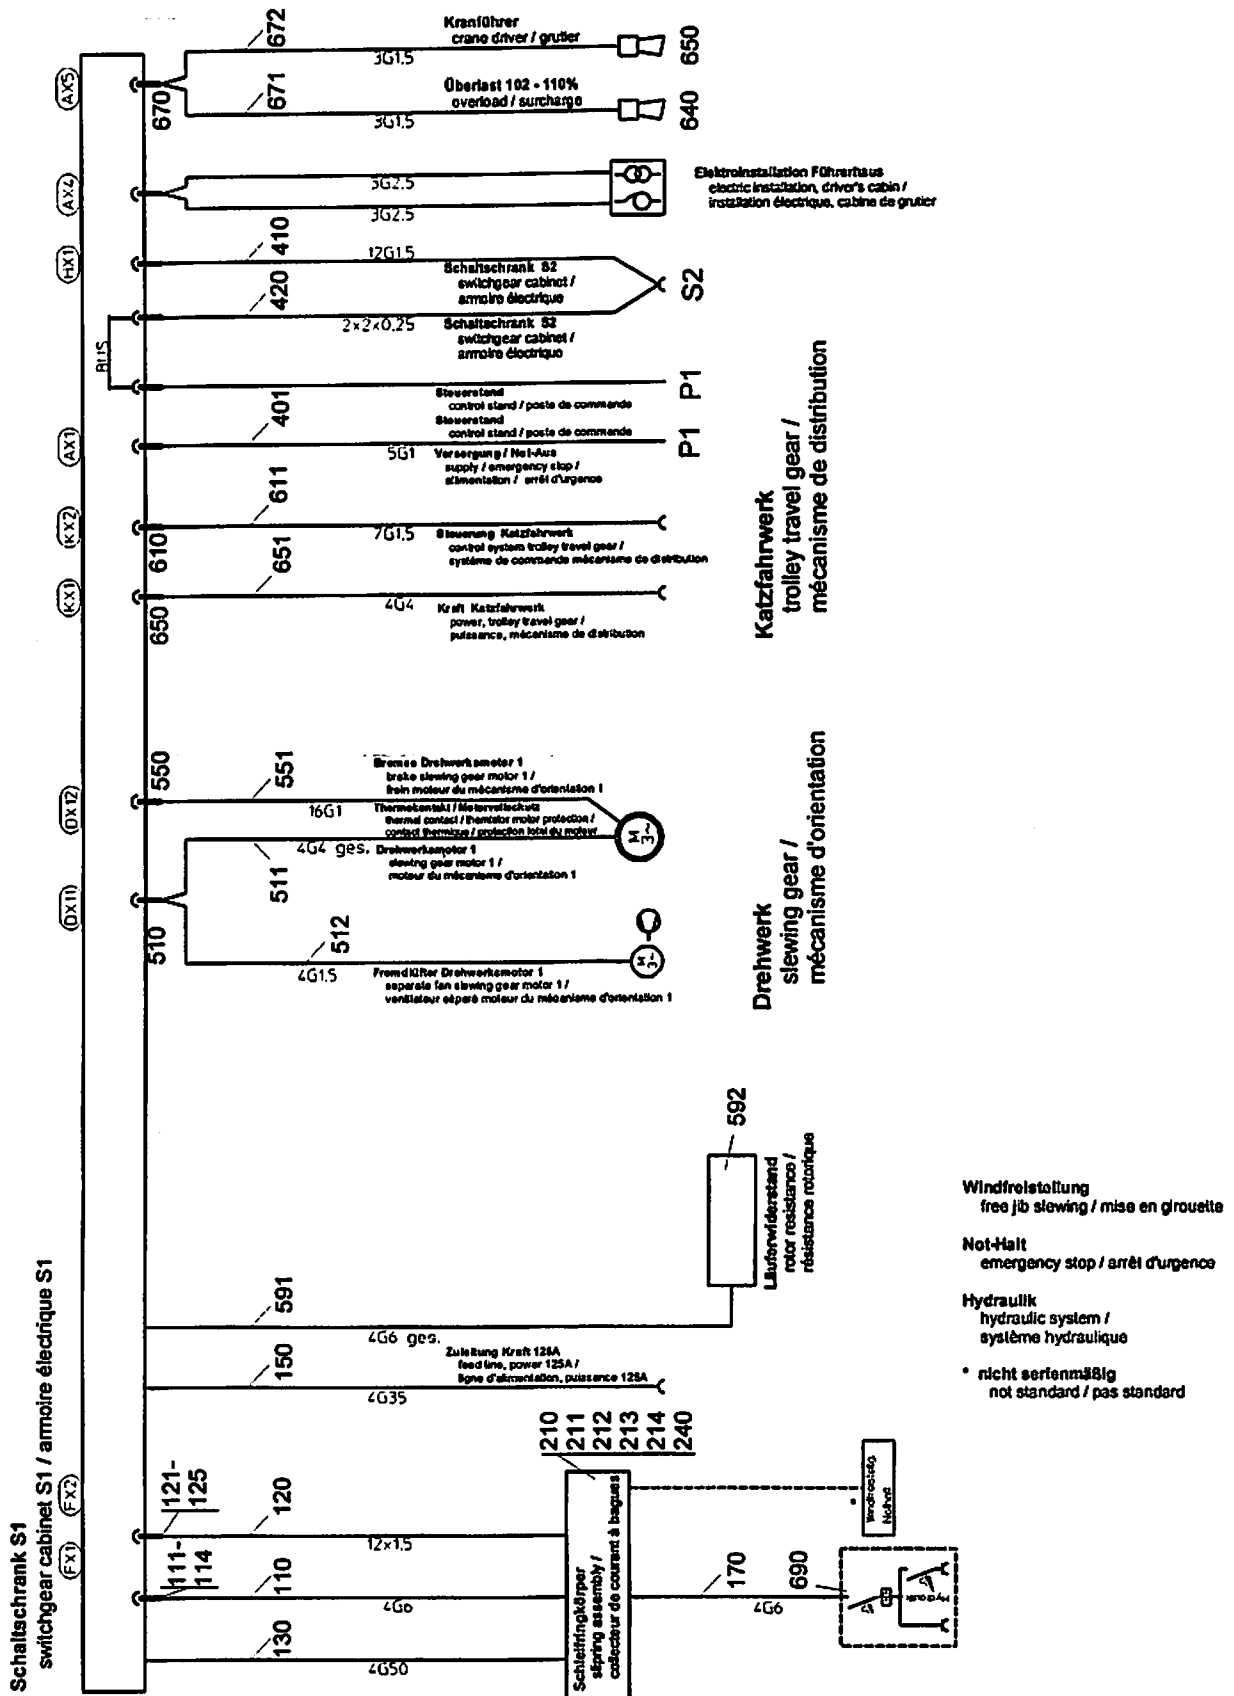 Schaltschrank S1
switchgear cabinet S1 / armoire électrique S1
AX5
670
672
3G1,5
Kranführer
crane driver / grutier
650
671
3G1,5
Überlast 102 - 110%
overload / surcharge
640
AX4
3G2,5
3G2,5
Elektroinstallation Führerhaus
electric installation, driver's cabin /
installation électrique, cabine de grutier
HX1
410
12G1,5
Schaltschrank S2
switchgear cabinet /
armoire électrique
S2
420
2x2x0,25
Schaltschrank S2
switchgear cabinet /
armoire électrique
BUS
Steuerstand
control stand / poste de commande
P1
AX1
401
5G1
Steuerstand
control stand / poste de commande
Versorgung / Not-Aus
supply / emergency stop /
alimentation / arrêt d'urgence
P1
KX2
610
611
7G1,5
Steuerung Katzfahrwerk
control system trolley travel gear /
système de commande mécanisme de distribution
KX1
650
651
4G4
Kraft Katzfahrwerk
power, trolley travel gear /
puissance, mécanisme de distribution
Katzfahrwerk
trolley travel gear /
mécanisme de distribution
DX12
550
551
16G1
Bremse Drehwerksmotor 1
brake slewing gear motor 1 /
frein moteur du mécanisme d'orientation 1
Thermokontakt / Motorvollschutz
thermal contact / thermistor motor protection /
contact thermique / protection total du moteur
M
3~
DX11
510
511
4G4 ges.
Drehwerksmotor 1
slewing gear motor 1 /
moteur du mécanisme d'orientation 1
512
4G1,5
Fremdlüfter Drehwerksmotor 1
separate fan slewing gear motor 1 /
ventilateur séparé moteur du mécanisme d'orientation 1
M
3~
Drehwerk
slewing gear /
mécanisme d'orientation
591
4G6 ges.
592
Läuferwiderstand
rotor resistance /
résistance rotorique
150
4G35
Zuleitung Kraft 125A
feed line, power 125A /
ligne d'alimentation, puissance 125A
FX2
121-
125
120
12x1,5
FX1
111-
114
110
4G6
130
4G50
210
211
212
213
214
240
Schleifringkörper
slipring assembly /
collecteur de courant à bagues
*
170
4G6
690
Hydraulik
Windfreistellung
free jib slewing / mise en girouette
Not-Halt
emergency stop / arrêt d'urgence
Hydraulik
hydraulic system /
système hydraulique
* nicht serienmäßig
not standard / pas standard